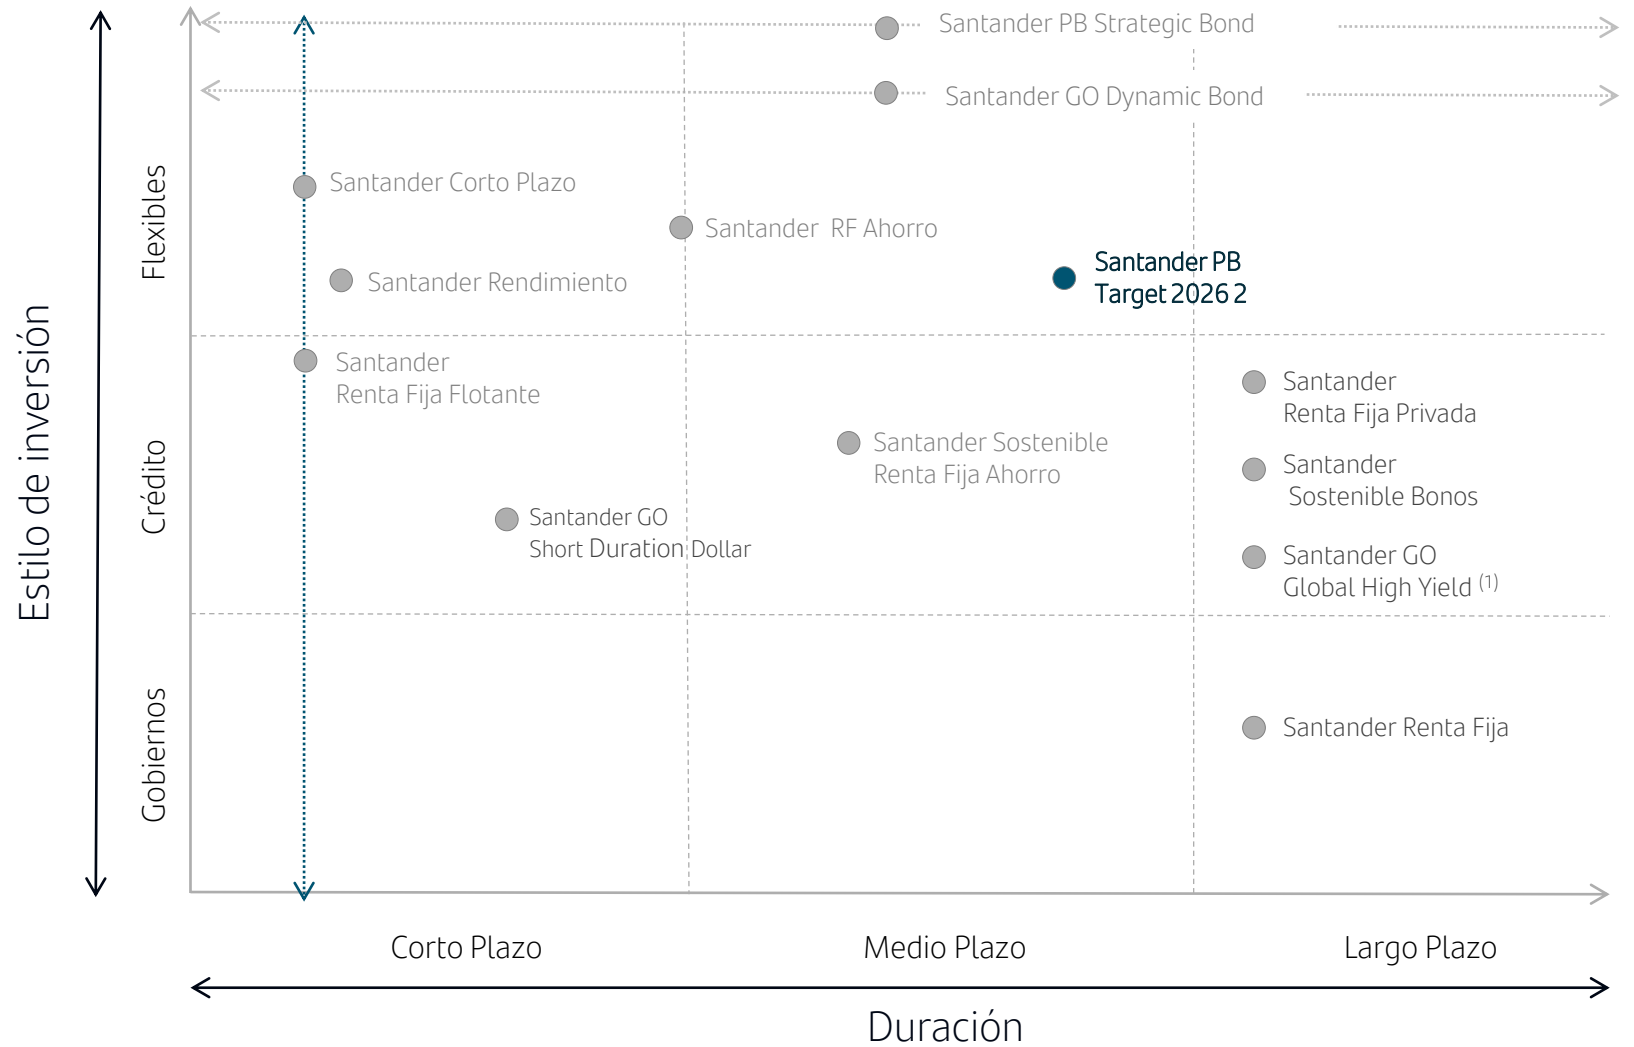 Santander PB Strategic Bond
Santander GO Dynamic Bond
Santander Corto Plazo
Santander RF Ahorro
Santander PB
Target 2026 2
Santander Rendimiento
Flexibles
Santander
Renta Fija Flotante
Santander
Renta Fija Privada
Santander Sostenible
Renta Fija Ahorro
Santander
Sostenible Bonos
Santander GO
Short Duration Dollar
Santander GO
Global High Yield (1)
Crédito
Estilo de inversión
Santander Renta Fija
Gobiernos
Corto Plazo
Medio Plazo
Largo Plazo
Duración